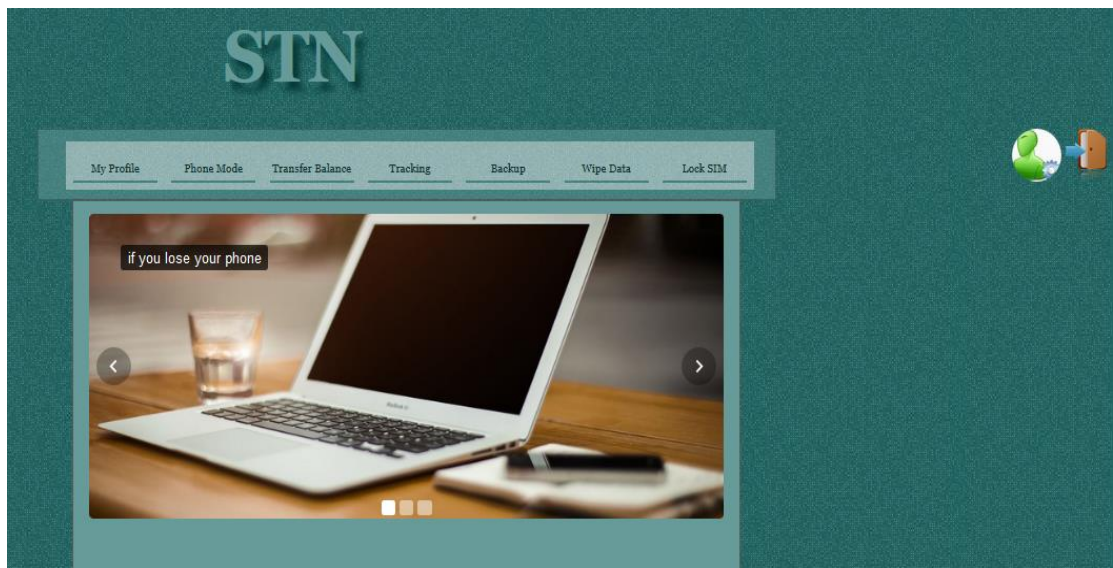 STN
My Profile Phone Mode Transfer Balance Tracking Backup Wipe Data Lock SIM
if you lose your phone